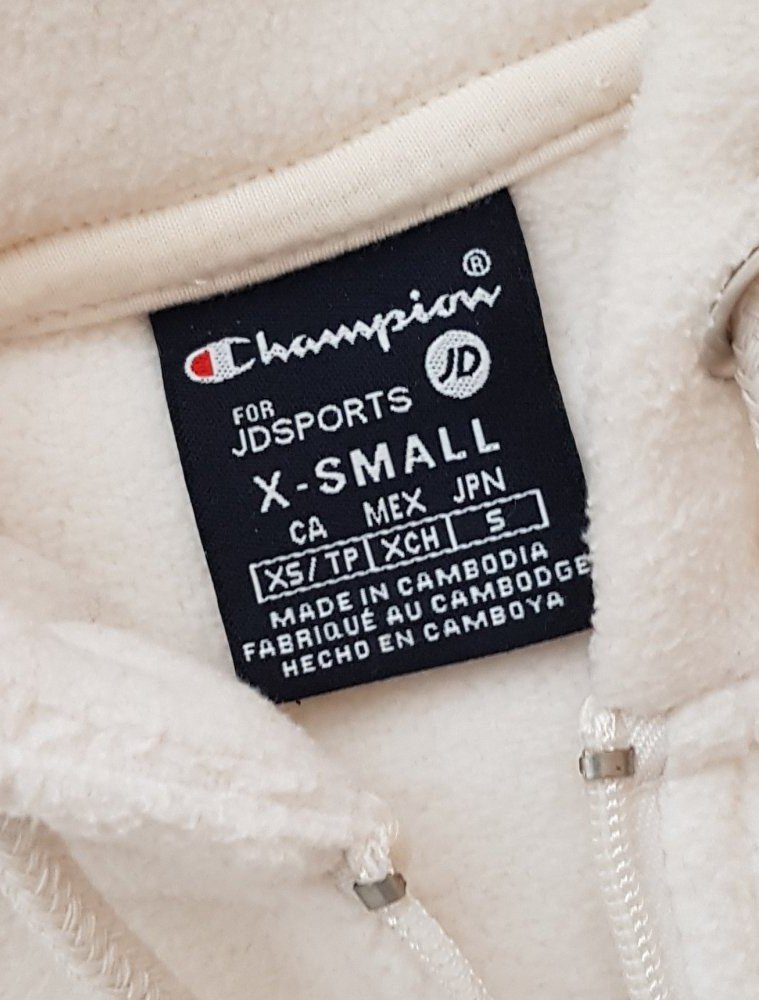 Champion®
JD
FOR
JDSPORTS
X-SMALL
CA MEX JPN
XS/TP XCH S
MADE IN CAMBODIA
FABRIQUÉ AU CAMBODGE
HECHO EN CAMBOYA